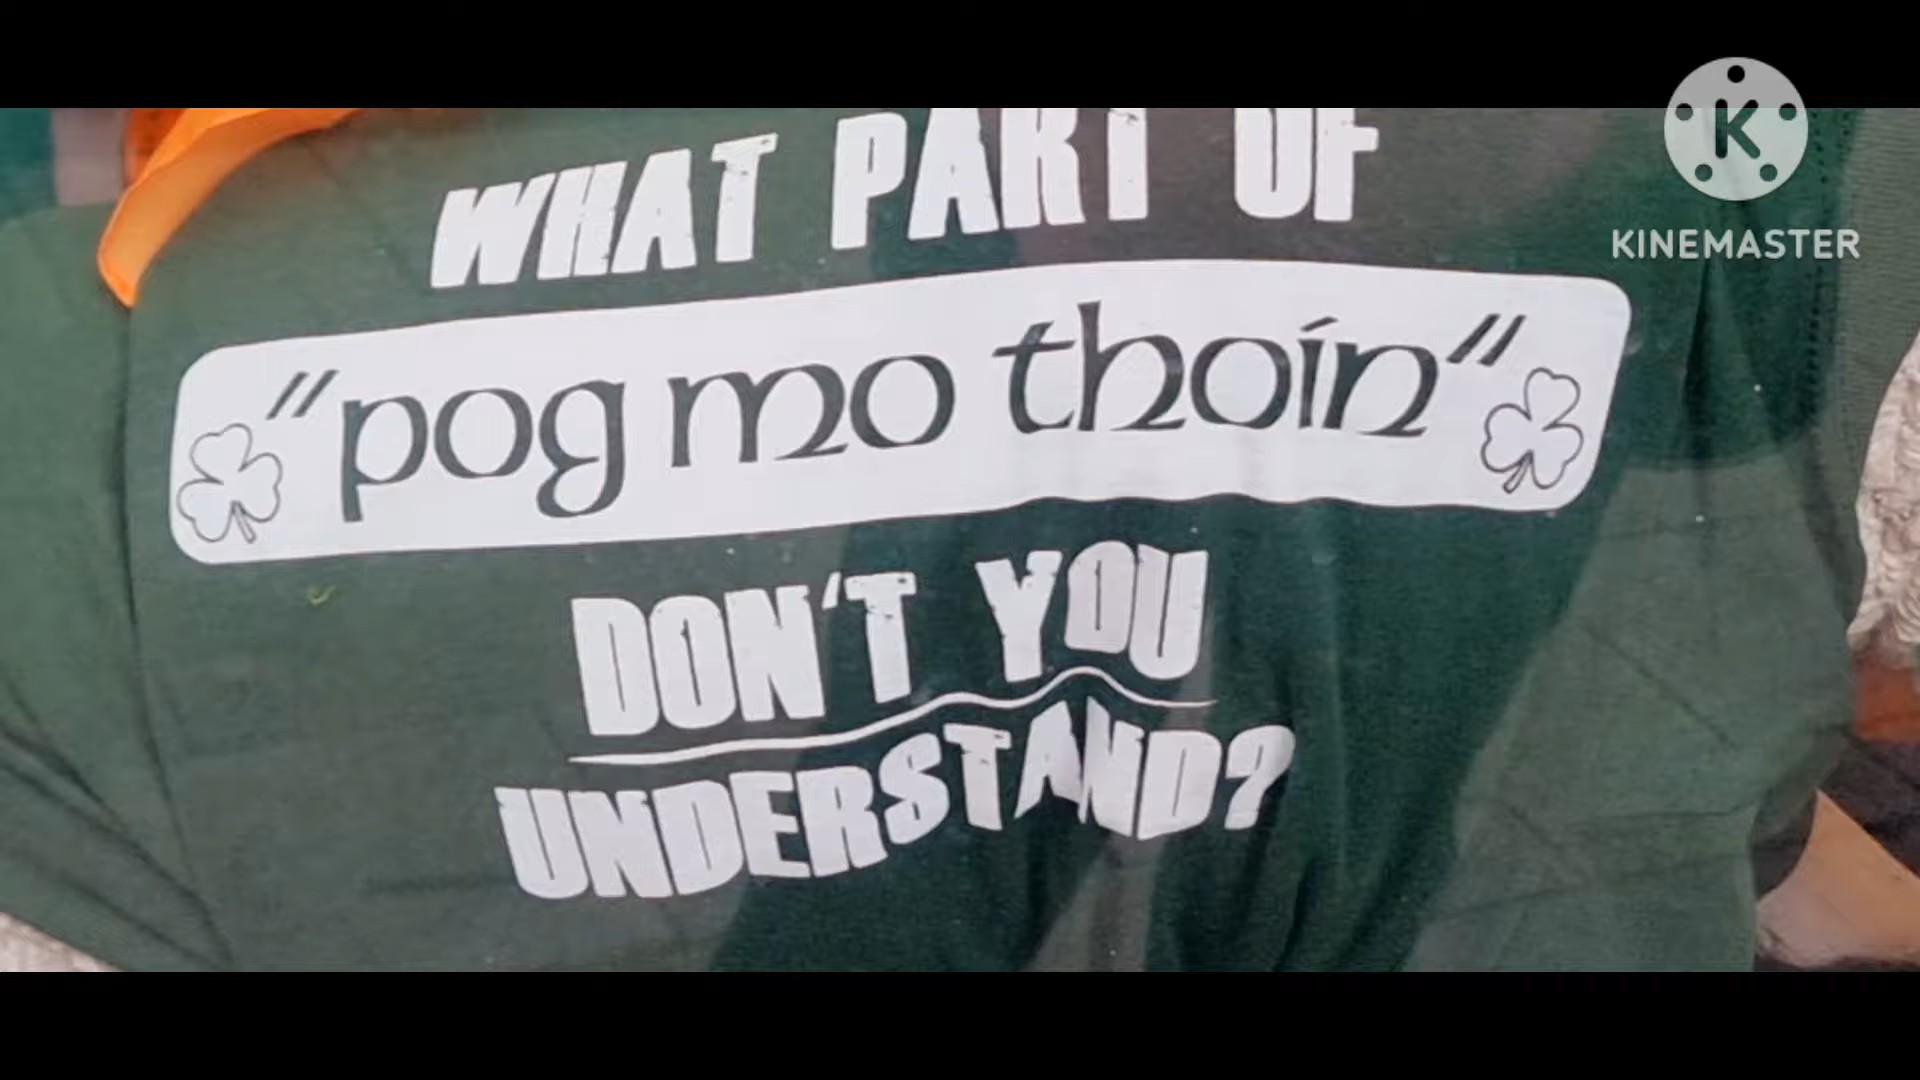 WHAT PART OF
"pog mo thoín"
DON'T YOU
UNDERSTAND?
K
KINEMASTER